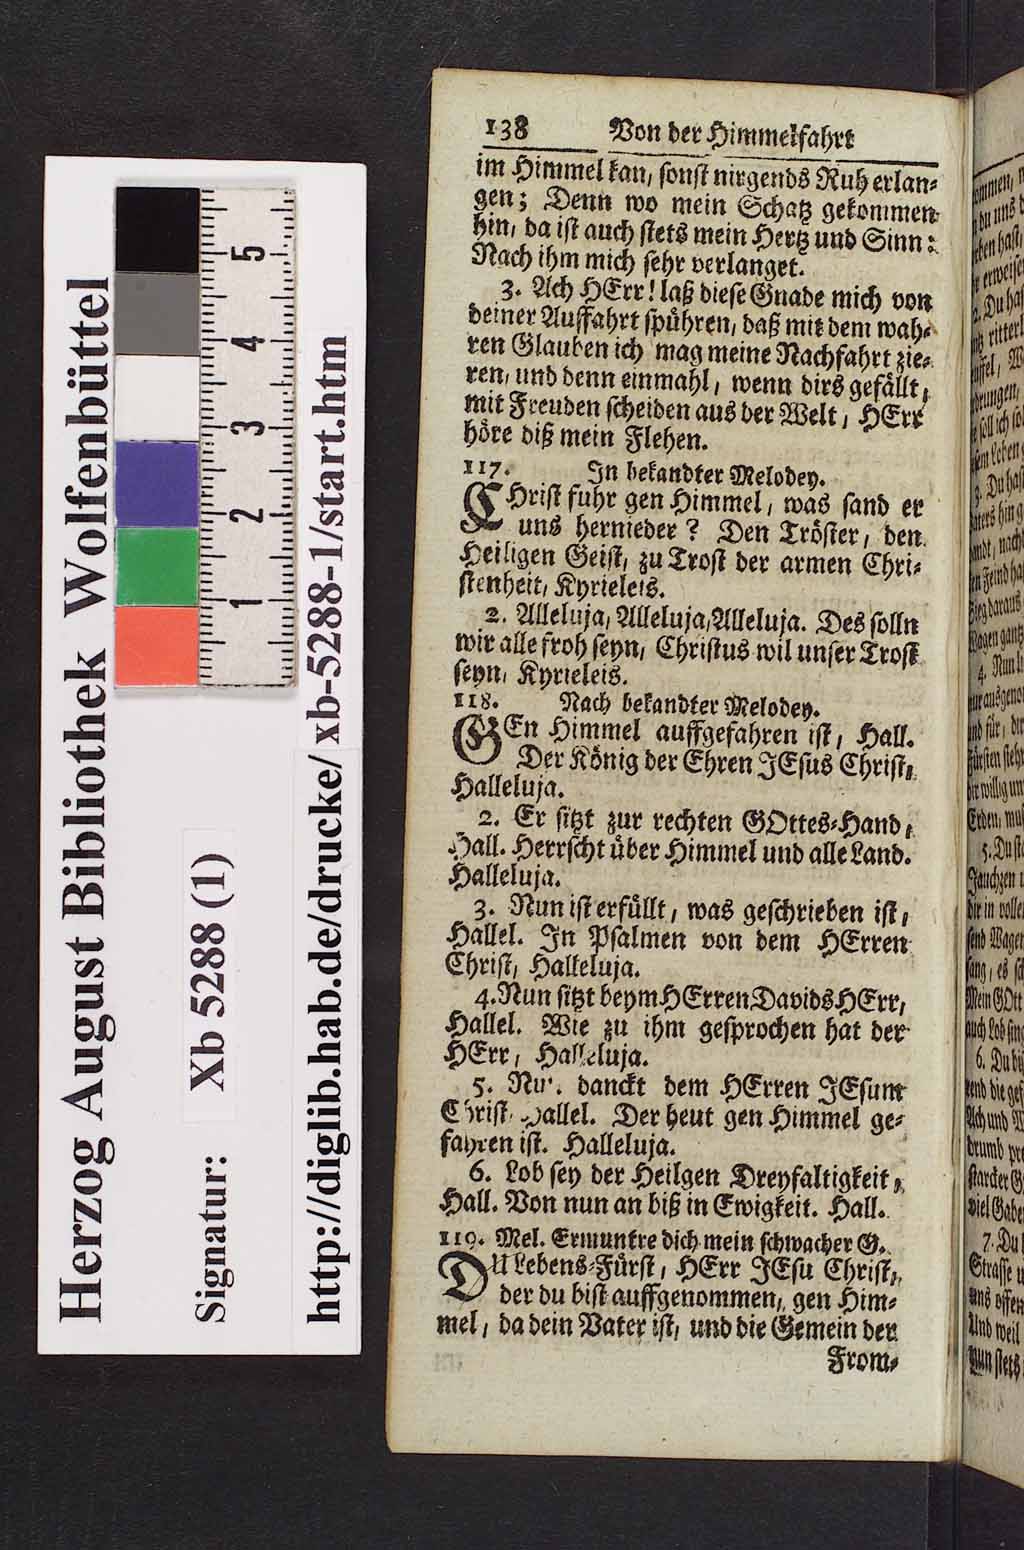 138 Von der Himmelfahrt
im Himmel kan, sonst nirgends Ruh erlan-
gen; Denn wo mein Schatz gekommen
hin, da ist auch stets mein Hertz und Sinn:
Nach ihm mich sehr verlanget.
3. Ach HErr! laß diese Gnade mich von
deiner Auffahrt spühren, daß mit dem wah-
ren Glauben ich mag meine Nachfahrt zie-
ren, und denn einmahl, wenn dirs gefällt,
mit Freuden scheiden aus der Welt, HErr
höre diß mein Flehen.
117. In bekandter Melodey.
CHrist fuhr gen Himmel, was sand er
uns hernieder? Den Tröster, den
Heiligen Geist, zu Trost der armen Chri-
stenheit, Kyrieleis.
2. Alleluja, Alleluja, Alleluja. Des solln
wir alle froh seyn, Christus wil unser Trost
seyn, Kyrieleis.
118. Nach bekandter Melodey.
GEn Himmel auffgefahren ist, Hall.
Der König der Ehren JEsus Christ,
Halleluja.
2. Er sitzt zur rechten GOttes-Hand,
Hall. Herrscht über Himmel und alle Land.
Halleluja.
3. Nun ist erfüllt, was geschrieben ist,
Hallel. In Psalmen von dem HErren
Christ, Halleluja.
4. Nun sitzt beym HErren Davids HErr,
Hallel. Wie zu ihm gesprochen hat der
HErr, Halleluja.
5. Nun danckt dem HErren JEsum
Christ, Hallel. Der heut gen Himmel ge-
fahren ist. Halleluja.
6. Lob sey der Heilgen Dreyfaltigkeit,
Hall. Von nun an biß in Ewigkeit. Hall.
119. Mel. Ermuntre dich mein schwacher G.
DU Lebens-Fürst, HErr JEsu Christ,
der du bist auffgenommen, gen Him-
mel, da dein Vater ist, und die Gemein der
From-
Herzog August Bibliothek Wolfenbüttel
Signatur: Xb 5288 (1)
http://diglib.hab.de/drucke/xb-5288-1/start.htm
5
4
3
2
1